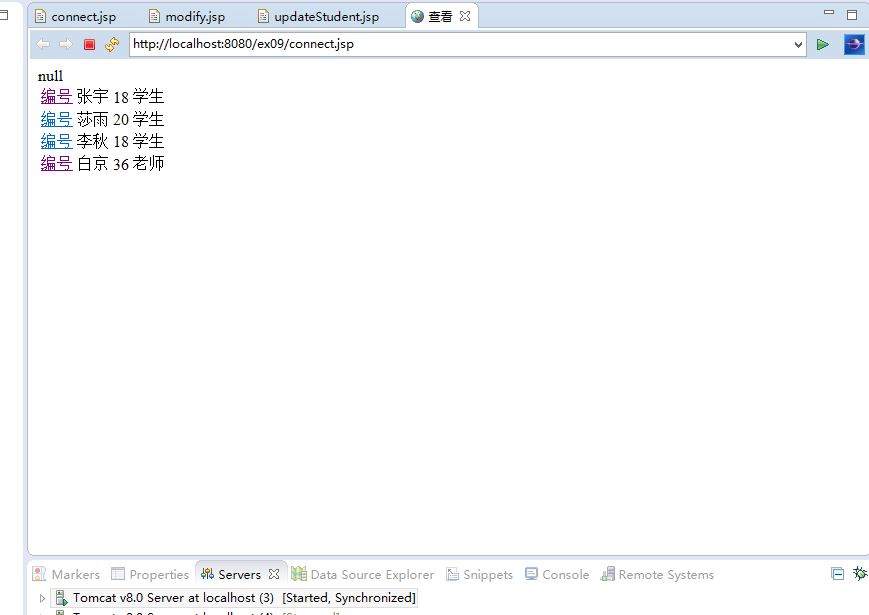 connect.jsp modify.jsp updateStudent.jsp 查看
http://localhost:8080/ex09/connect.jsp
null
编号 张宇 18 学生
编号 莎雨 20 学生
编号 李秋 18 学生
编号 白京 36 老师
Markers Properties Servers Data Source Explorer Snippets Console Remote Systems
Tomcat v8.0 Server at localhost (3) [Started, Synchronized]